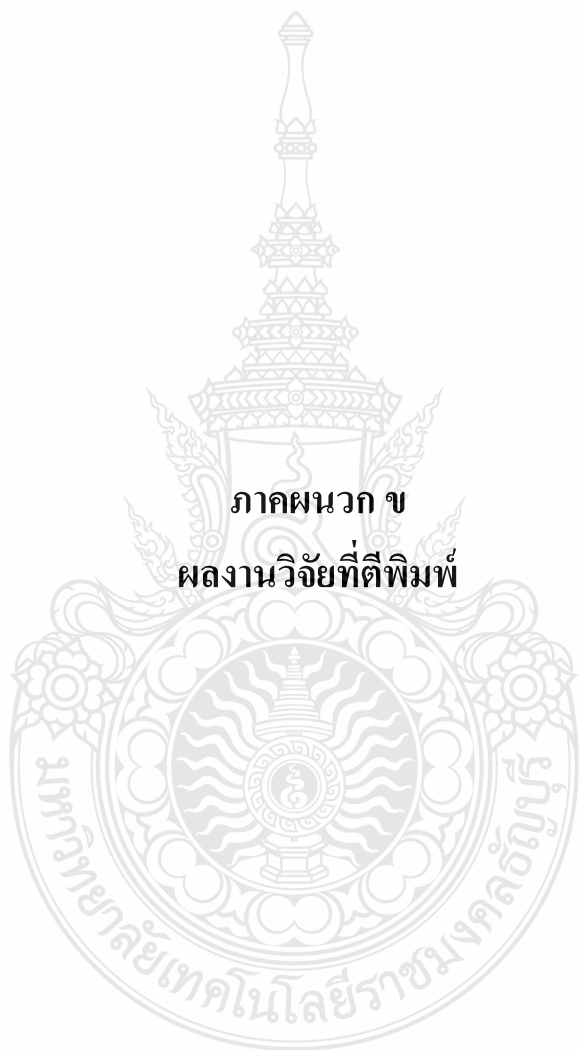 ภาคผนวก ข
ผลงานวิจัยที่ตีพิมพ์
มหาวิทยาลัยเทคโนโลยีราชมงคลธัญบุรี